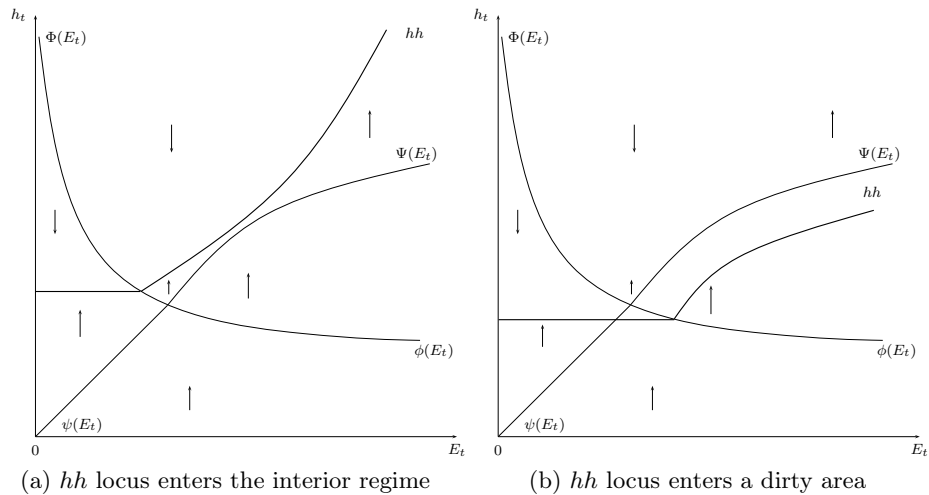 h_t
Φ(E_t)
hh
Ψ(E_t)
ϕ(E_t)
ψ(E_t)
0
E_t
(a) hh locus enters the interior regime
h_t
Φ(E_t)
Ψ(E_t)
hh
ϕ(E_t)
ψ(E_t)
0
E_t
(b) hh locus enters a dirty area